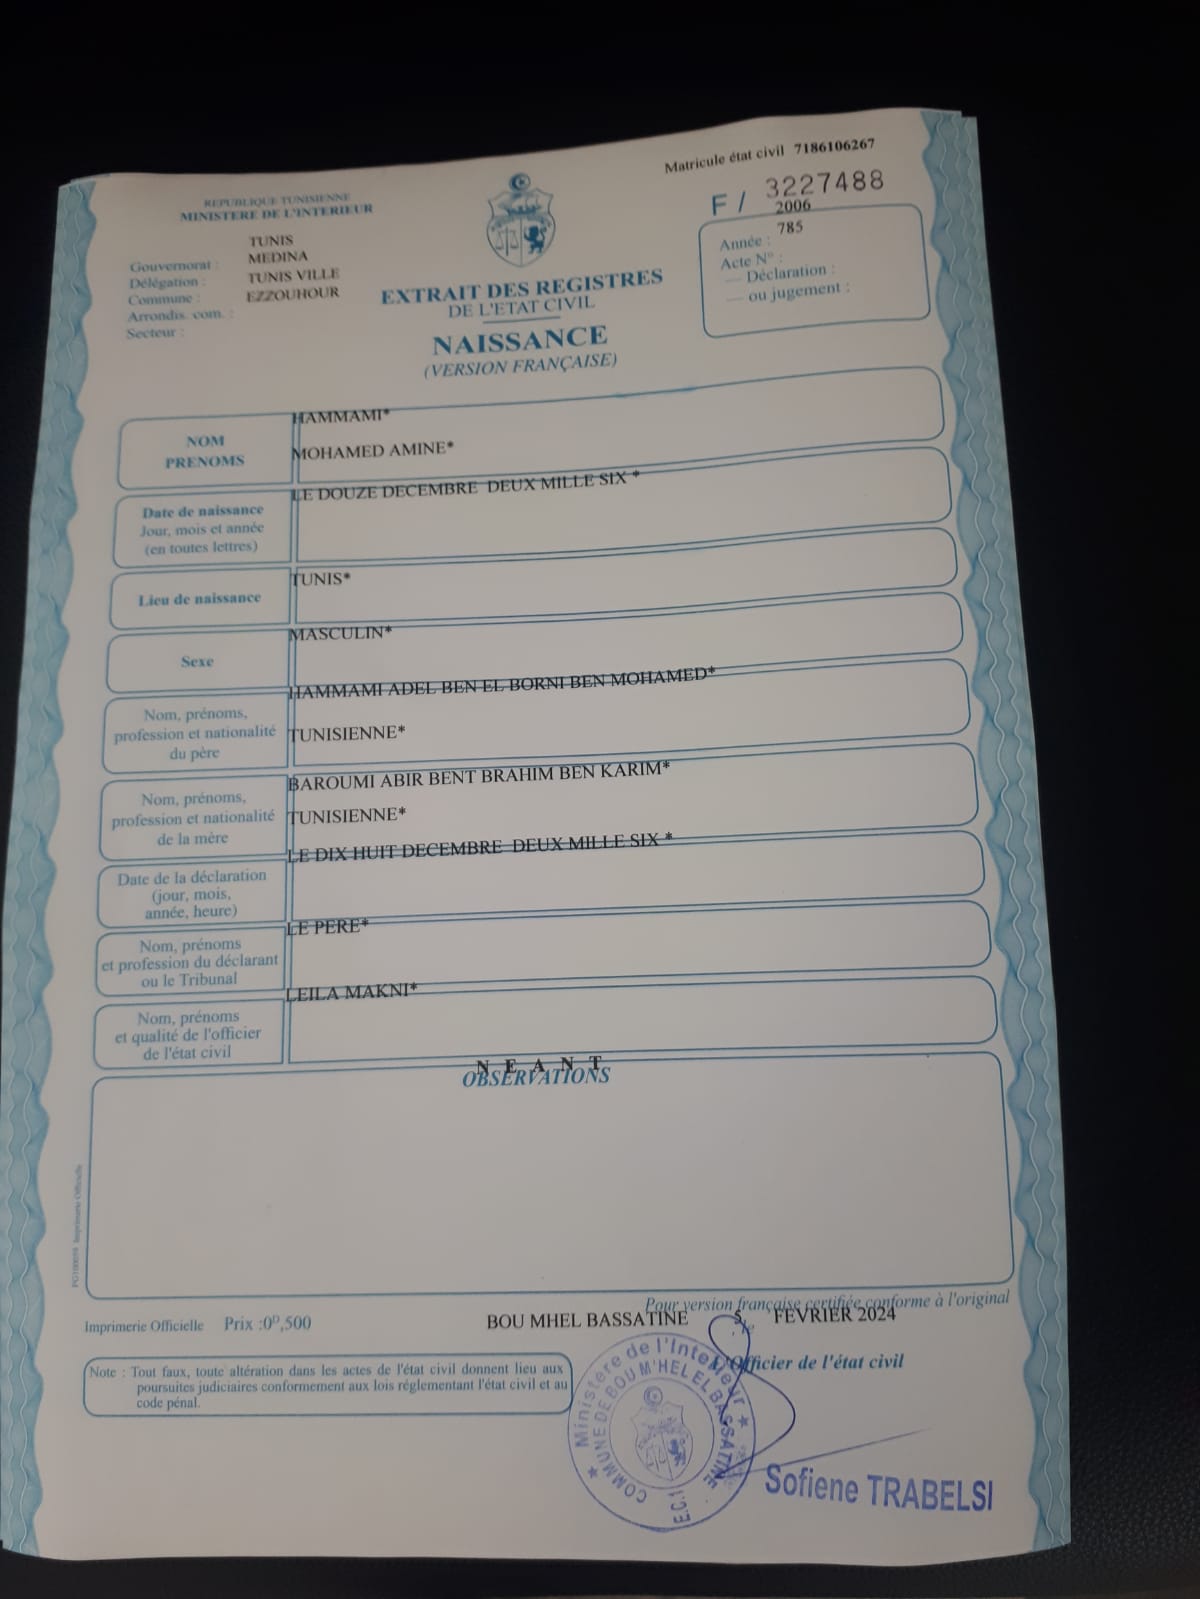 Matricule état civil 7186106267
REPUBLIQUE TUNISIENNE
MINISTERE DE L'INTERIEUR
F / 3227488
2006
785
Année :
Acte N° :
— Déclaration :
— ou jugement :
TUNIS
Gouvernorat :
MEDINA
Délégation :
TUNIS VILLE
Commune :
EZZOUHOUR
Arrondis. com. :
Secteur :
EXTRAIT DES REGISTRES
DE L'ETAT CIVIL
NAISSANCE
(VERSION FRANÇAISE)
NOM
PRENOMS
HAMMAMI*
MOHAMED AMINE*
Date de naissance
Jour, mois et année
(en toutes lettres)
LE DOUZE DECEMBRE DEUX MILLE SIX *
Lieu de naissance
TUNIS*
Sexe
MASCULIN*
Nom, prénoms,
profession et nationalité
du père
HAMMAMI ADEL BEN EL BORNI BEN MOHAMED*
TUNISIENNE*
Nom, prénoms,
profession et nationalité
de la mère
BAROUMI ABIR BENT BRAHIM BEN KARIM*
TUNISIENNE*
Date de la déclaration
(jour, mois,
année, heure)
LE DIX HUIT DECEMBRE DEUX MILLE SIX *
Nom, prénoms
et profession du déclarant
ou le Tribunal
LE PERE*
Nom, prénoms
et qualité de l'officier
de l'état civil
LEILA MAKNI*
N E A N T
OBSERVATIONS
Imprimerie Officielle
Pour version française certifiée conforme à l'original
Imprimerie Officielle Prix :0ᴰ,500
BOU MHEL BASSATINE 5, le FEVRIER 2024
L'Officier de l'état civil
Note : Tout faux, toute altération dans les actes de l'état civil donnent lieu aux
poursuites judiciaires conformement aux lois réglementant l'état civil et au
code pénal.
★ Ministère de l'Intérieur ★
COMMUNE DE BOU M'HEL EL BASSATINE
E.C.1
Sofiene TRABELSI